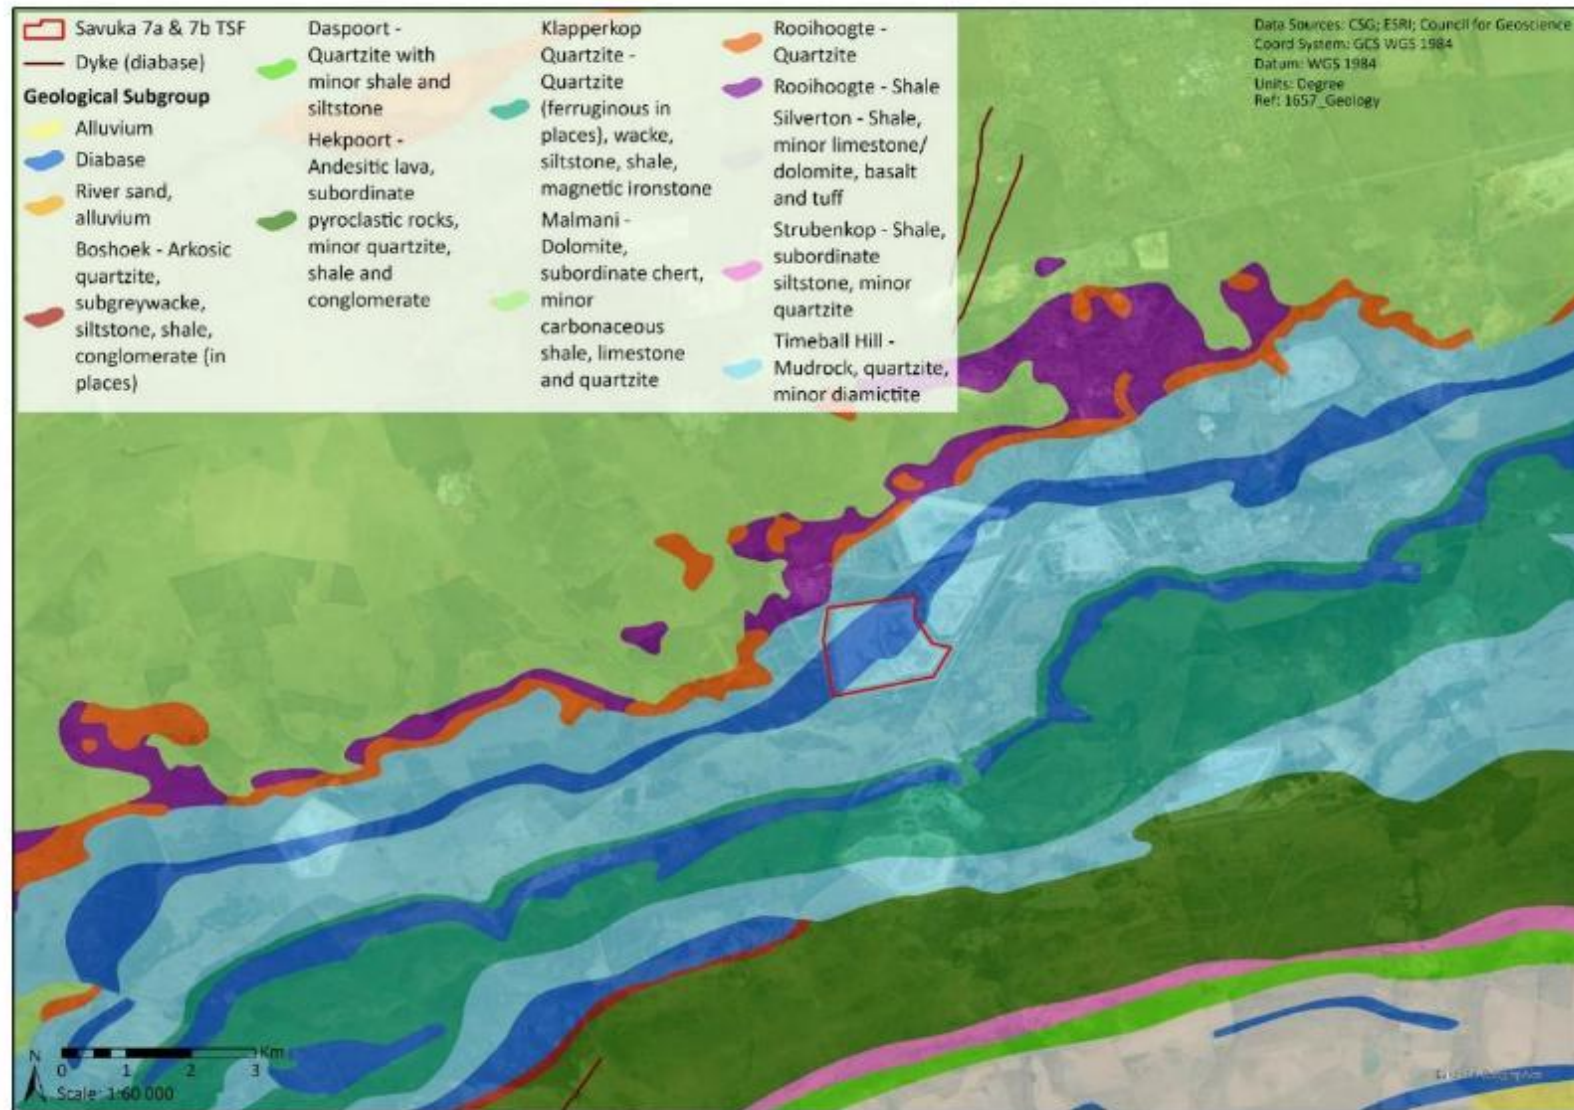 Savuka 7a & 7b TSF
Dyke (diabase)
Geological Subgroup
Alluvium
Diabase
River sand,
alluvium
Boshoek - Arkosic
quartzite,
subgreywacke,
siltstone, shale,
conglomerate (in
places)
Daspoort -
Quartzite with
minor shale and
siltstone
Hekpoort -
Andesitic lava,
subordinate
pyroclastic rocks,
minor quartzite,
shale and
conglomerate
Klapperkop
Quartzite -
Quartzite
(ferruginous in
places), wacke,
siltstone, shale,
magnetic ironstone
Malmani -
Dolomite,
subordinate chert,
minor
carbonaceous
shale, limestone
and quartzite
Rooihoogte -
Quartzite
Rooihoogte - Shale
Silverton - Shale,
minor limestone/
dolomite, basalt
and tuff
Strubenkop - Shale,
subordinate
siltstone, minor
quartzite
Timeball Hill -
Mudrock, quartzite,
minor diamictite
Data Sources: CSG; ESRI; Council for Geoscience
Coord System: GCS WGS 1984
Datum: WGS 1984
Units: Degree
Ref: 1657_Geology
N
Km
0 1 2 3
Scale: 1:60 000